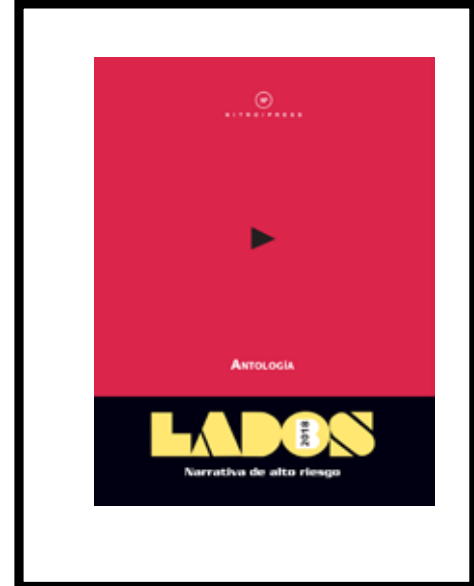 NITRO/PRESS
ANTOLOGÍA
LADOS
B
2018
Narrativa de alto riesgo